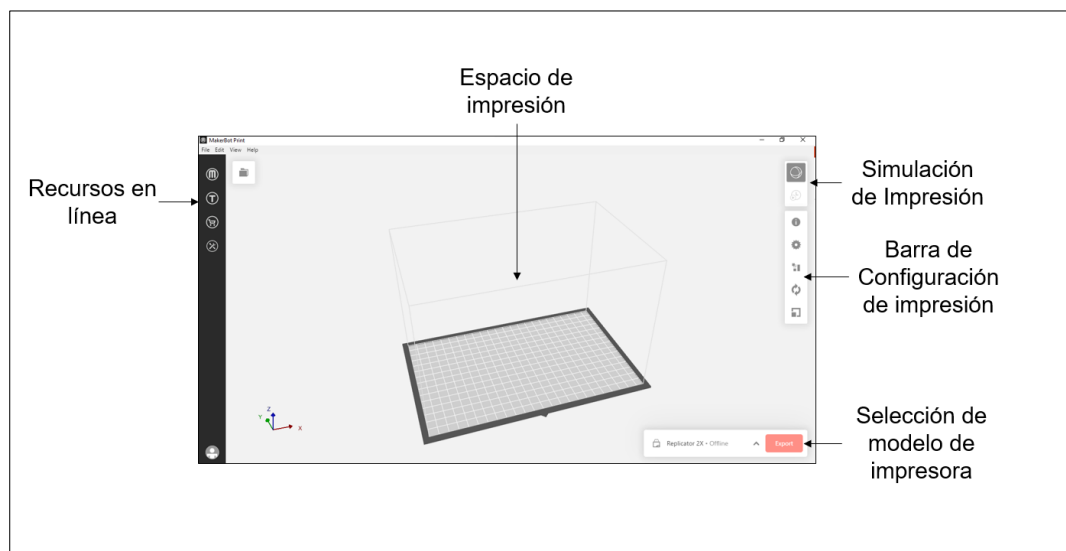 Espacio de
impresión
MakerBot Print
File Edit View Help
Recursos en
línea
Simulación
de Impresión
Barra de
Configuración
de impresión
Z
Y
X
Replicator 2X • Offline
Export
Selección de
modelo de
impresora